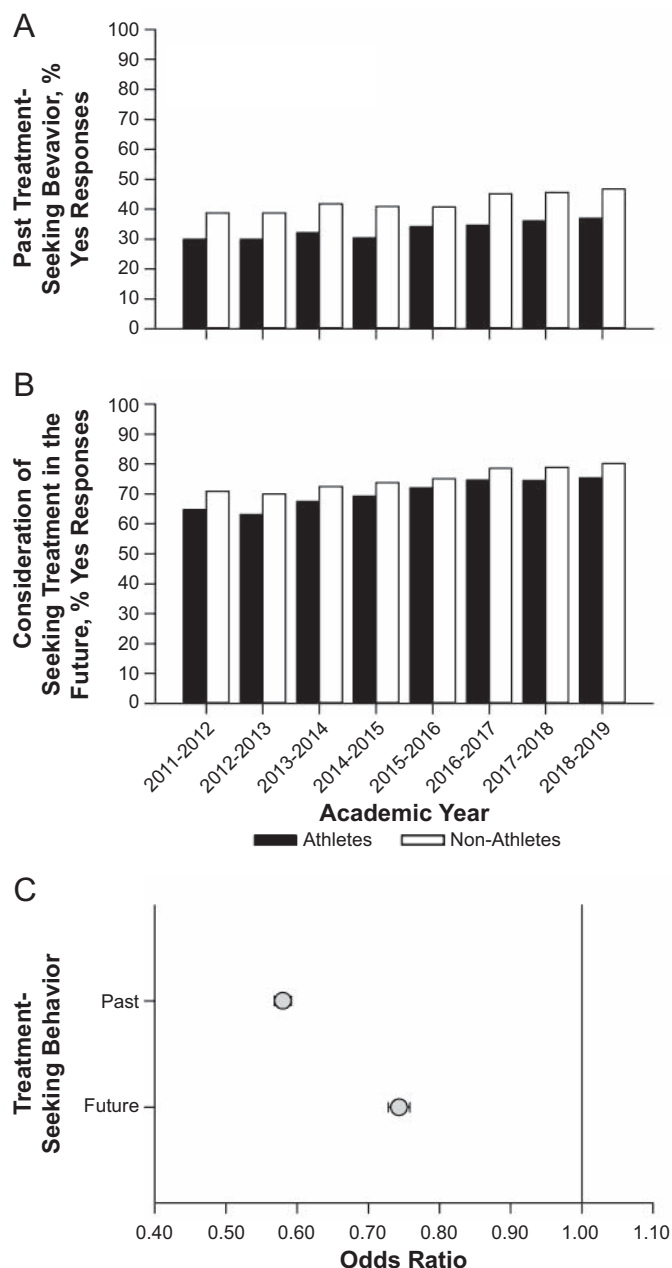 A
Past Treatment-
Seeking Bevavior, %
Yes Responses
100
90
80
70
60
50
40
30
20
10
0
B
Consideration of
Seeking Treatment in the
Future, % Yes Responses
100
90
80
70
60
50
40
30
20
10
0
2011-2012
2012-2013
2013-2014
2014-2015
2015-2016
2016-2017
2017-2018
2018-2019
Academic Year
Athletes
Non-Athletes
C
Treatment-
Seeking Behavior
Past
Future
0.40 0.50 0.60 0.70 0.80 0.90 1.00 1.10
Odds Ratio